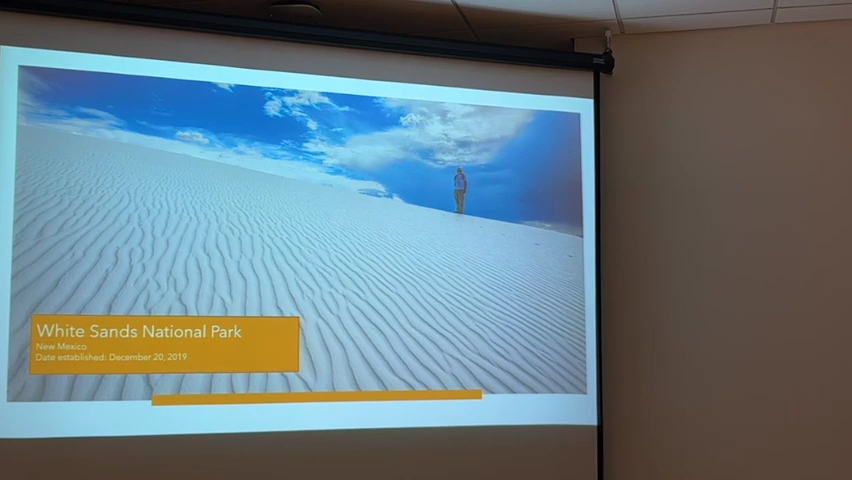 White Sands National Park
New Mexico
Date established: December 20, 2019